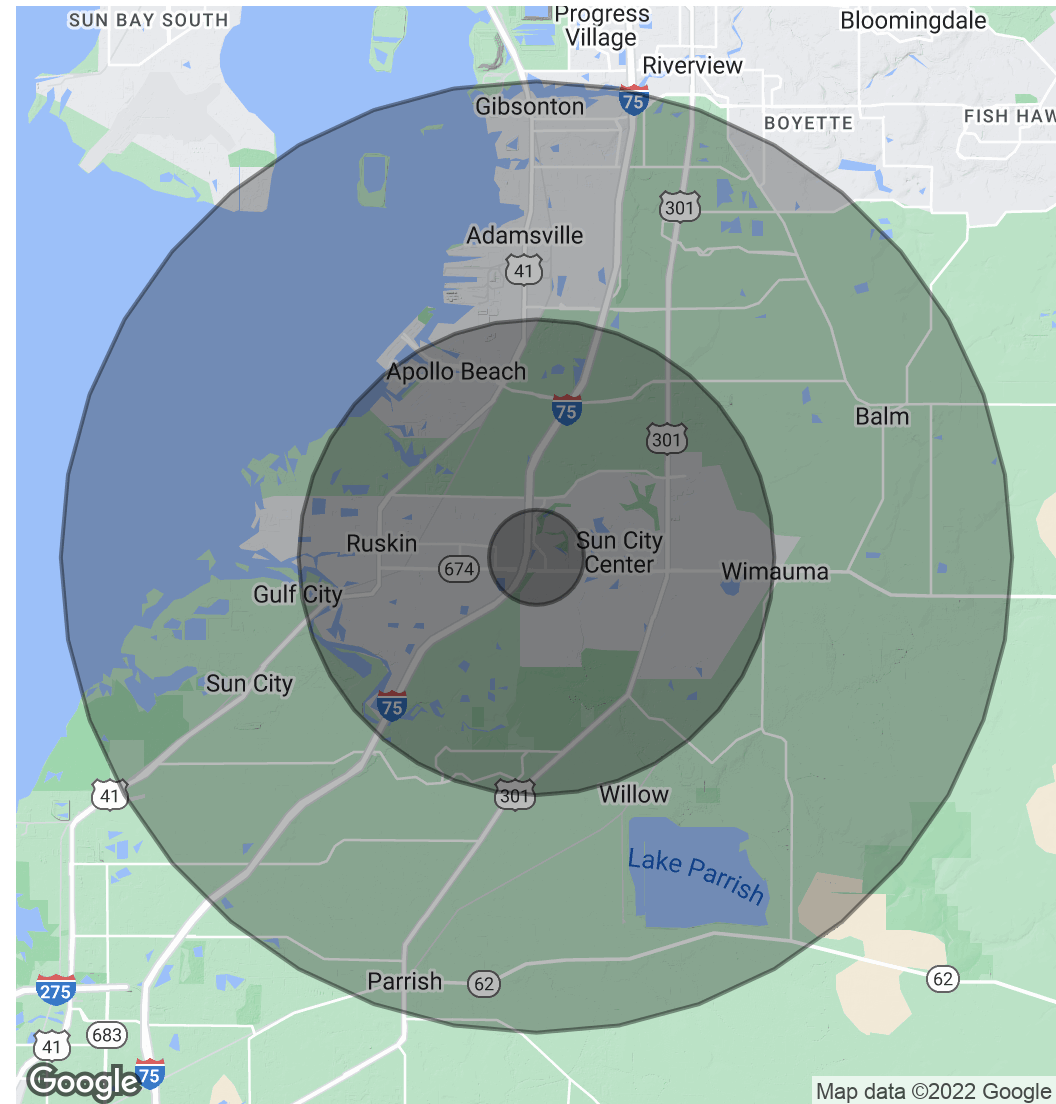 SUN BAY SOUTH
Progress
Village
Bloomingdale
Riverview
75
Gibsonton
BOYETTE
FISH HAW
301
Adamsville
41
Apollo Beach
75
301
Balm
Ruskin
674
Sun City
Center
Wimauma
Gulf City
Sun City
75
41
301
Willow
Lake Parrish
Parrish
62
62
275
683
41
75
Google
Map data ©2022 Google